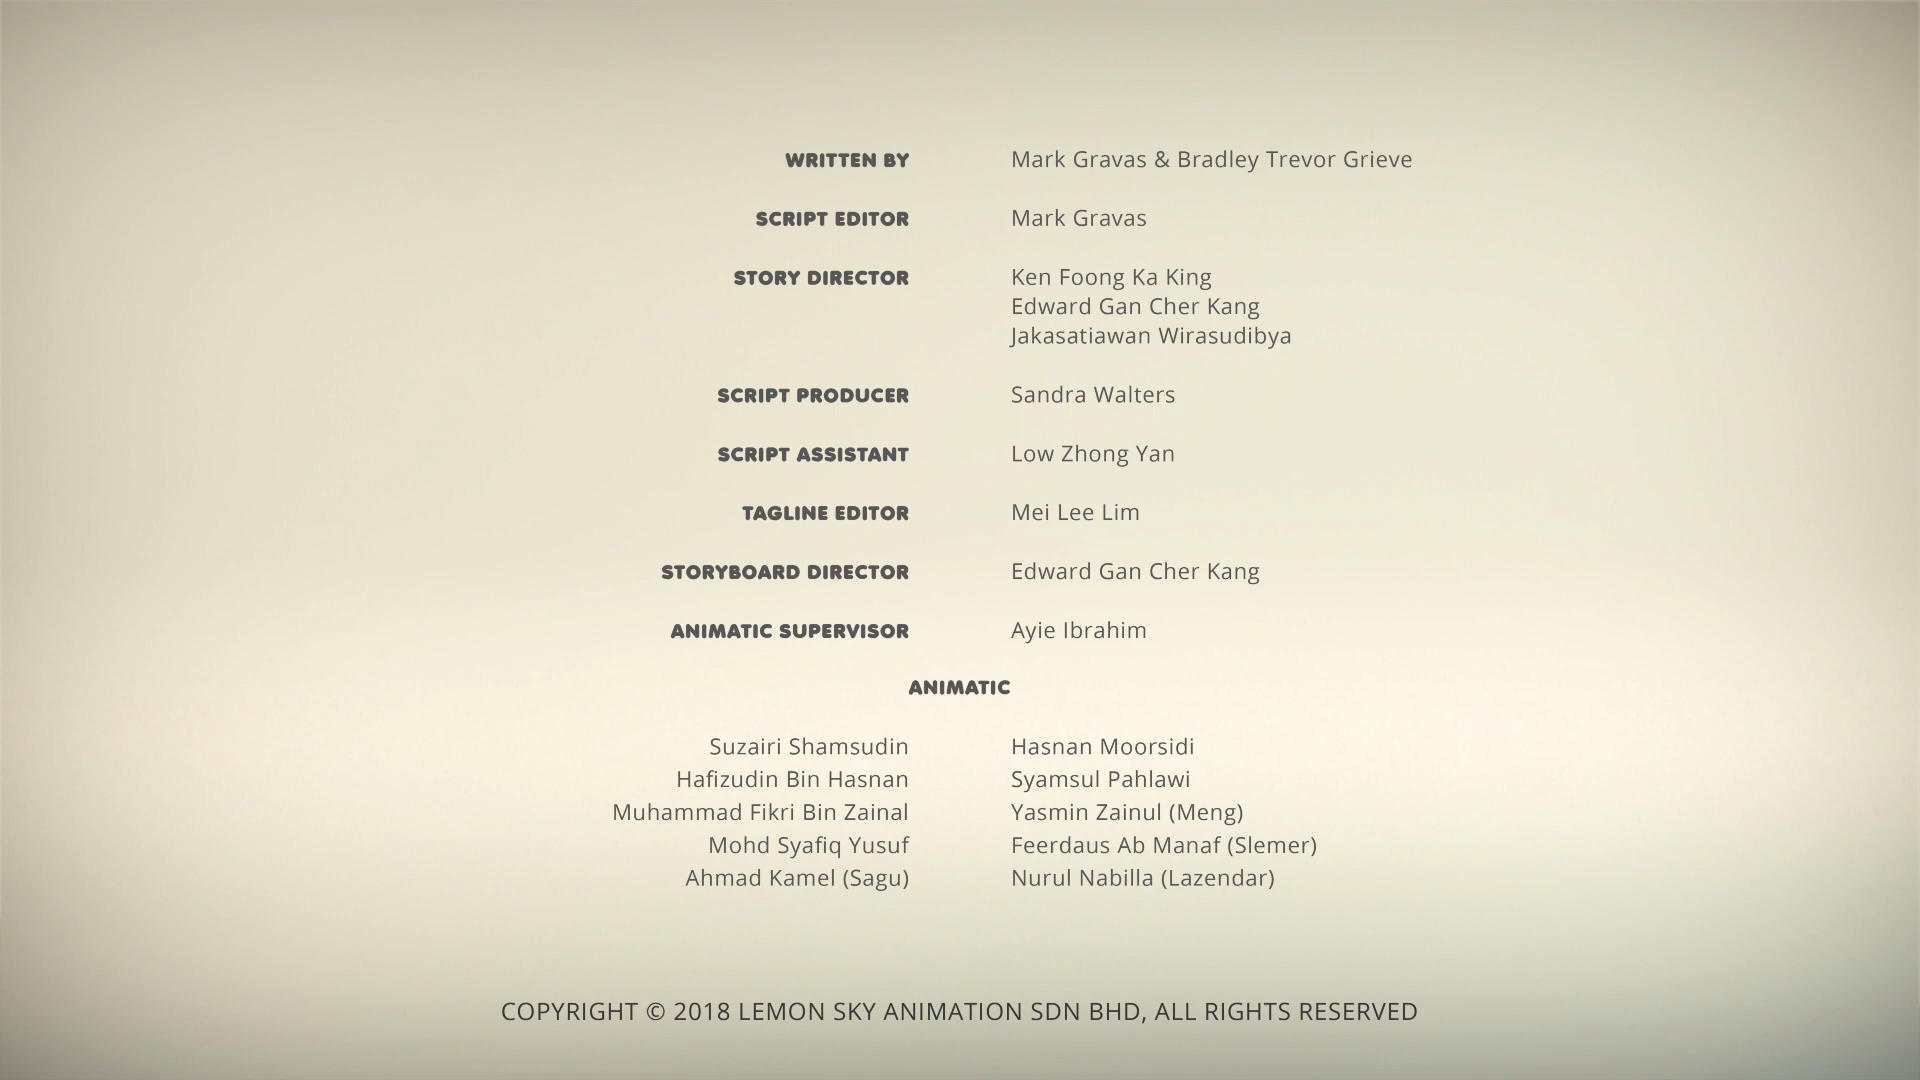 WRITTEN BY Mark Gravas & Bradley Trevor Grieve
SCRIPT EDITOR Mark Gravas
STORY DIRECTOR Ken Foong Ka King
Edward Gan Cher Kang
Jakasatiawan Wirasudibya
SCRIPT PRODUCER Sandra Walters
SCRIPT ASSISTANT Low Zhong Yan
TAGLINE EDITOR Mei Lee Lim
STORYBOARD DIRECTOR Edward Gan Cher Kang
ANIMATIC SUPERVISOR Ayie Ibrahim
ANIMATIC
Suzairi Shamsudin Hasnan Moorsidi
Hafizudin Bin Hasnan Syamsul Pahlawi
Muhammad Fikri Bin Zainal Yasmin Zainul (Meng)
Mohd Syafiq Yusuf Feerdaus Ab Manaf (Slemer)
Ahmad Kamel (Sagu) Nurul Nabilla (Lazendar)
COPYRIGHT © 2018 LEMON SKY ANIMATION SDN BHD, ALL RIGHTS RESERVED